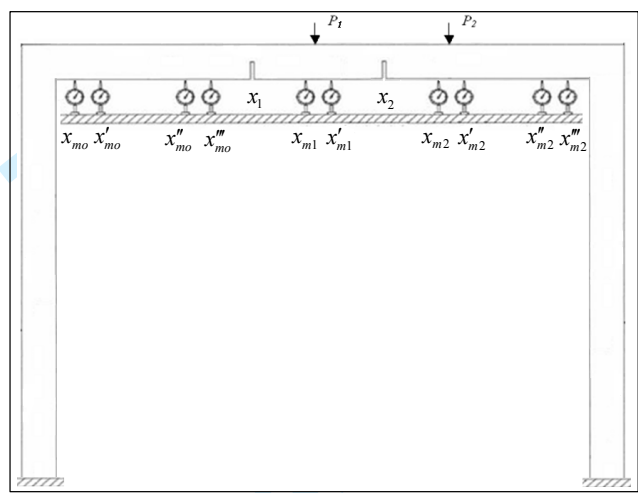 P₁ P₂
x₁ x₂
xₘₒ x′ₘₒ x″ₘₒ x‴ₘₒ xₘ₁ x′ₘ₁ xₘ₂ x′ₘ₂ x″ₘ₂ x‴ₘ₂